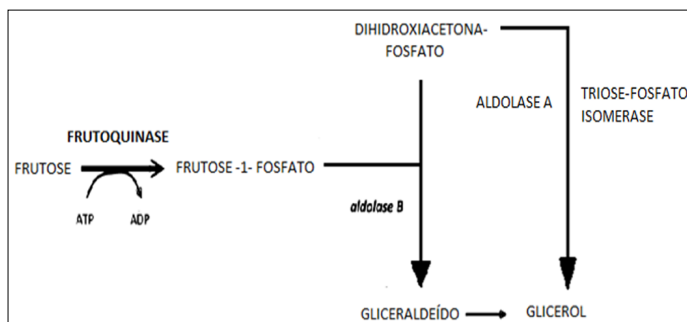 DIHIDROXIACETONA-
FOSFATO
ALDOLASE A
TRIOSE-FOSFATO
ISOMERASE
FRUTOQUINASE
FRUTOSE
FRUTOSE -1- FOSFATO
ATP
ADP
aldolase B
GLICERALDEÍDO
GLICEROL